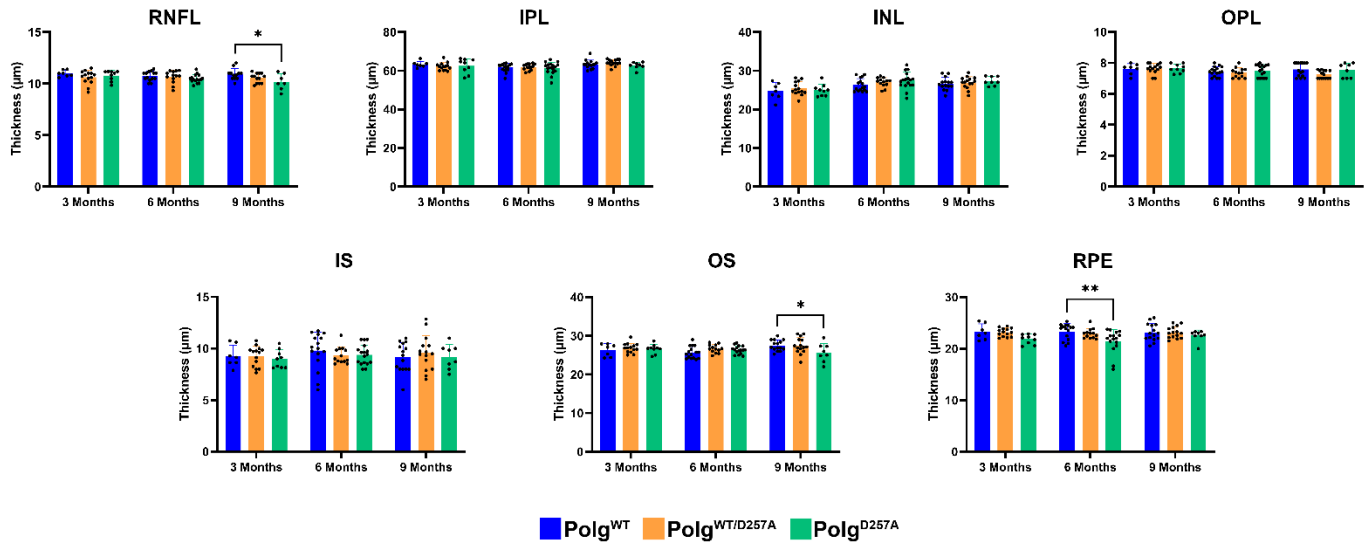 RNFL
Thickness (µm)
15
10
5
0
*
3 Months 6 Months 9 Months
IPL
Thickness (µm)
80
60
40
20
0
3 Months 6 Months 9 Months
INL
Thickness (µm)
40
30
20
10
0
3 Months 6 Months 9 Months
OPL
Thickness (µm)
10
8
6
4
2
0
3 Months 6 Months 9 Months
IS
Thickness (µm)
15
10
5
0
3 Months 6 Months 9 Months
OS
Thickness (µm)
40
30
20
10
0
*
3 Months 6 Months 9 Months
RPE
Thickness (µm)
30
20
10
0
**
3 Months 6 Months 9 Months
Polg^WT Polg^WT/D257A Polg^D257A